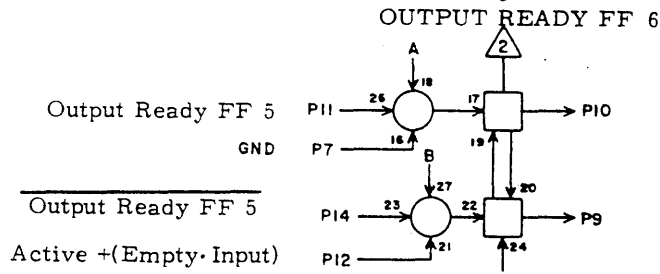 OUTPUT READY FF 6
2
A
18
Output Ready FF 5 P11 26 17 P10
GND P7 16 19
B
27 20
Output Ready FF 5 P14 23 22 P9
Active +(Empty· Input) P12 21 24